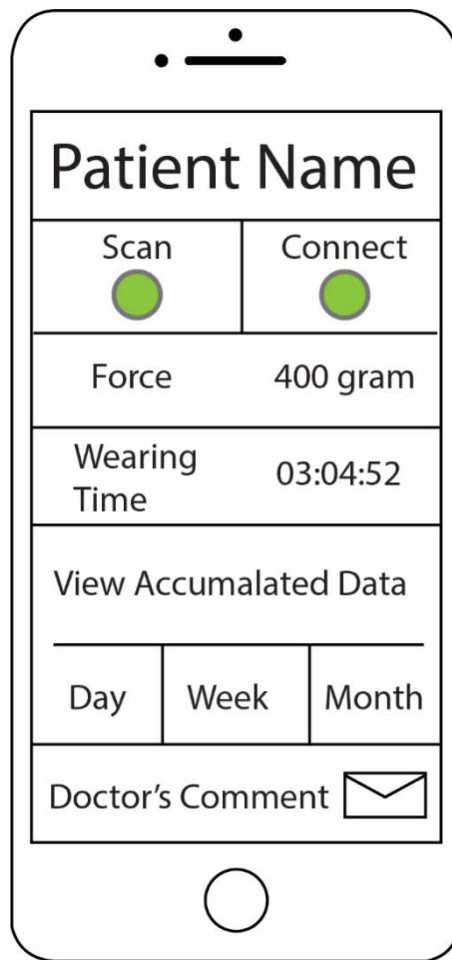 Patient Name
Scan Connect
Force 400 gram
Wearing
Time
03:04:52
View Accumalated Data
Day Week Month
Doctor's Comment